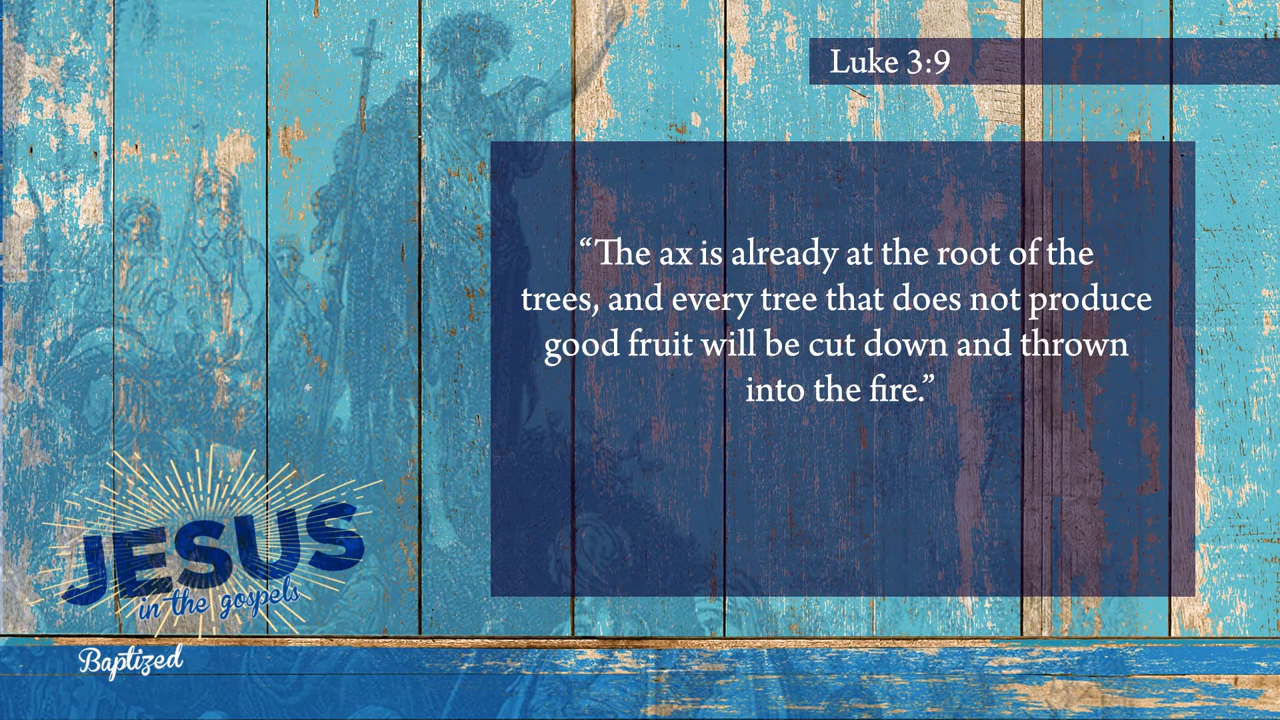 Luke 3:9
“The ax is already at the root of the
trees, and every tree that does not produce
good fruit will be cut down and thrown
into the fire.”
JESUS
in the gospels
Baptized